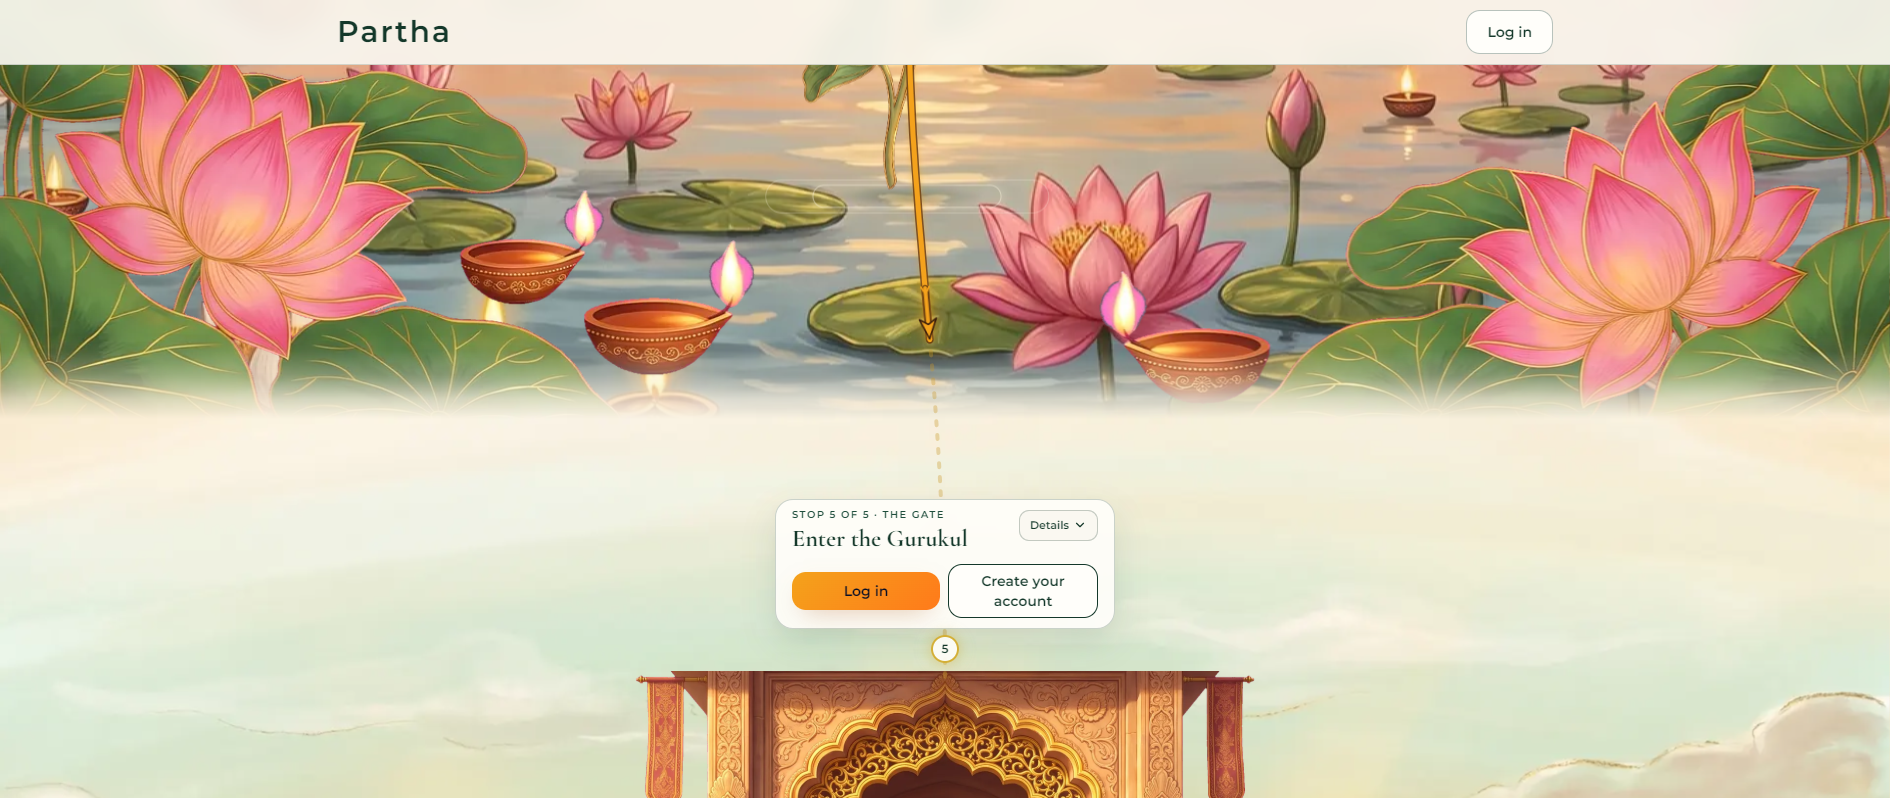 Partha
Log in
STOP 5 OF 5 · THE GATE
Enter the Gurukul
Details
Log in
Create your
account
5